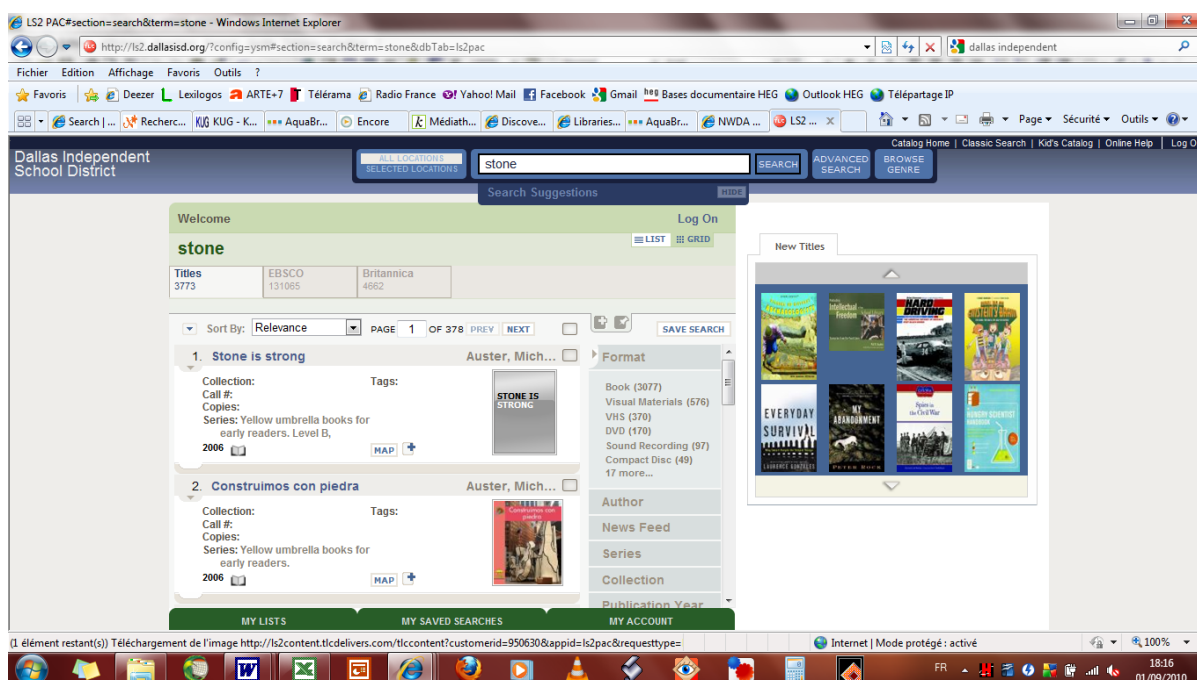 LS2 PAC#section=search&term=stone - Windows Internet Explorer
http://ls2.dallasisd.org/?config=ysm#section=search&term=stone&dbTab=ls2pac
dallas independent
Fichier Edition Affichage Favoris Outils ?
Favoris Deezer Lexilogos ARTE+7 Télérama Radio France Yahoo! Mail Facebook Gmail heg Bases documentaire HEG Outlook HEG Télépartage IP
Search | ... Recherc... KUG - K... AquaBr... Encore Médiath... Discove... Libraries... AquaBr... NWDA ... LS2 ... x Page Sécurité Outils
Catalog Home | Classic Search | Kid's Catalog | Online Help | Log O
Dallas Independent
School District
ALL LOCATIONS
SELECTED LOCATIONS
stone
SEARCH
ADVANCED
SEARCH
BROWSE
GENRE
Search Suggestions
HIDE
Welcome
Log On
stone
LIST GRID
Titles
3773
EBSCO
131065
Britannica
4662
Sort By: Relevance PAGE 1 OF 378 PREV NEXT
SAVE SEARCH
1. Stone is strong Auster, Mich...
Collection: Tags:
Call #:
Copies:
Series: Yellow umbrella books for
early readers. Level B,
2006 MAP
STONE IS
STRONG
2. Construimos con piedra Auster, Mich...
Collection: Tags:
Call #:
Copies:
Series: Yellow umbrella books for
early readers.
2006 MAP
Construimos con
piedra
Format
Book (3077)
Visual Materials (576)
VHS (370)
DVD (170)
Sound Recording (97)
Compact Disc (49)
17 more...
Author
News Feed
Series
Collection
Publication Year
New Titles
Intellectual
Freedom
HARD
DRIVING
EVERYDAY
SURVIVAL
LAURENCE GONZALES
MY
ABANDONMENT
PETER ROCK
Spies in
the Civil War
HUNGRY SCIENTIST
HANDBOOK
MY LISTS
MY SAVED SEARCHES
MY ACCOUNT
(1 élément restant(s)) Téléchargement de l'image http://ls2content.tlcdelivers.com/tlccontent?customerid=950630&appid=ls2pac&requesttype=
Internet | Mode protégé : activé
100%
FR
18:16
01/09/2010